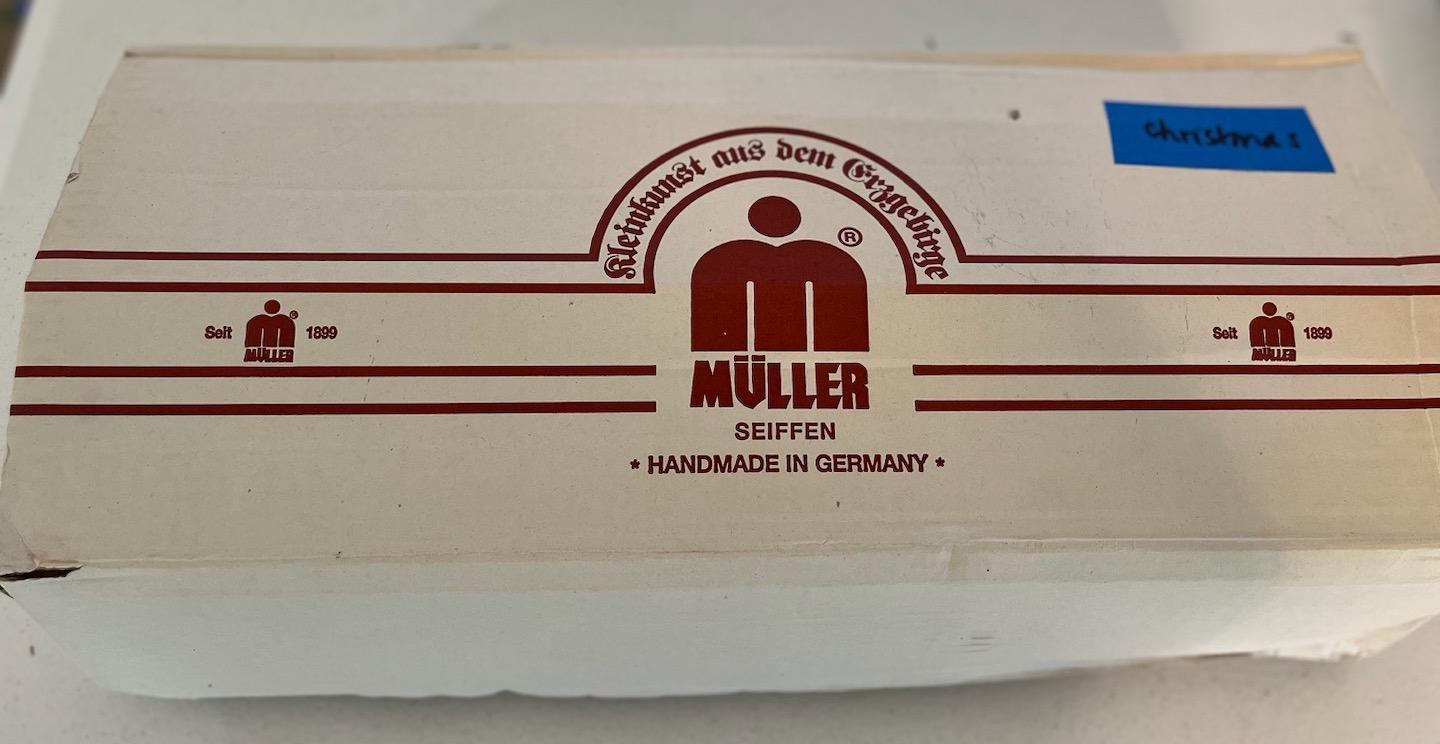 christmas
Kleinkunst aus dem Erzgebirge
®
MÜLLER
SEIFFEN
* HANDMADE IN GERMANY *
Seit ® 1899
MÜLLER
Seit ® 1899
MÜLLER